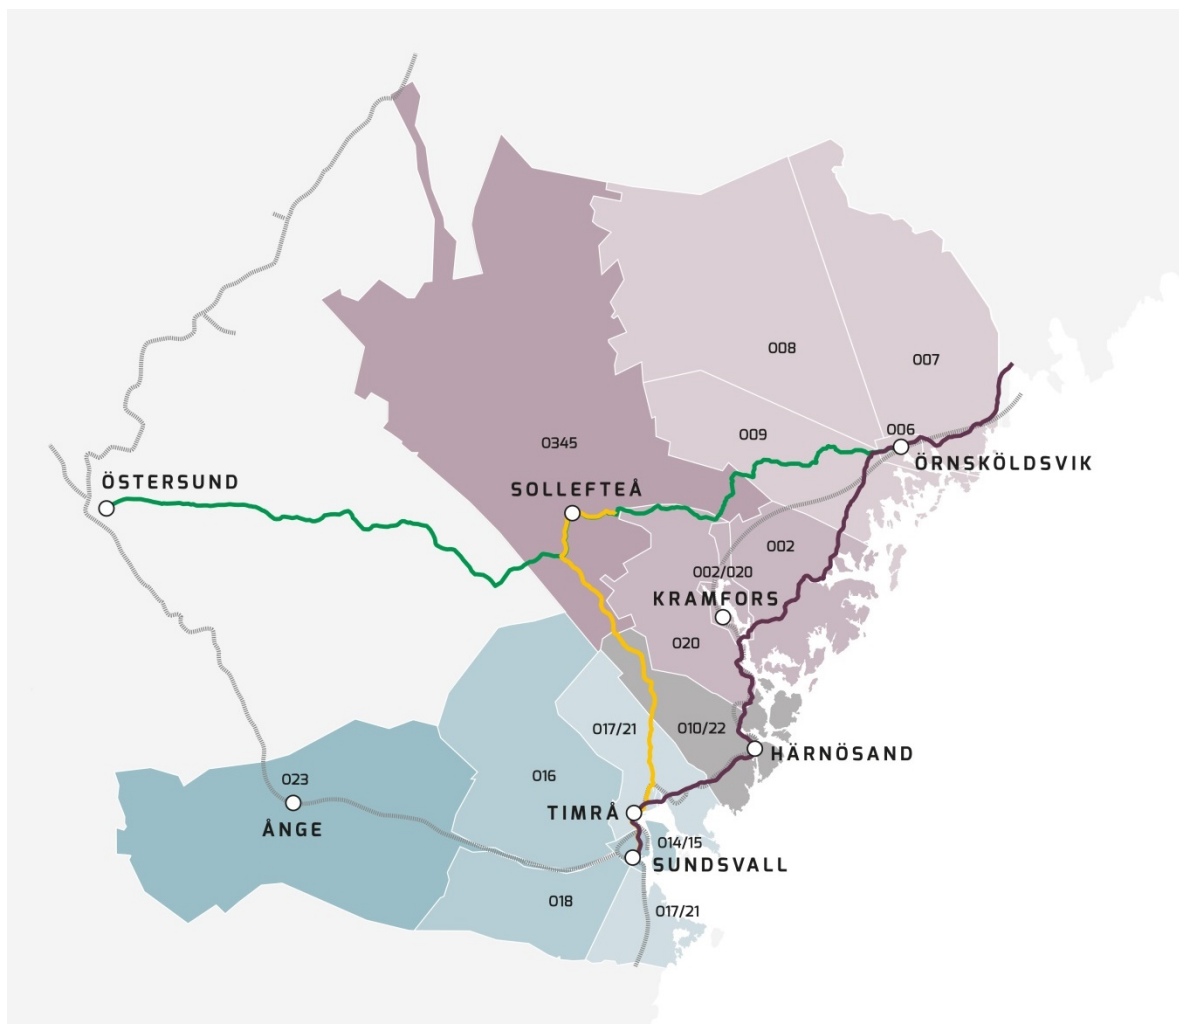 008
007
006
009
0345
ÖRNSKÖLDSVIK
ÖSTERSUND
SOLLEFTEÅ
002
002/020
KRAMFORS
020
017/21
010/22
HÄRNÖSAND
016
023
TIMRÅ
ÅNGE
014/15
SUNDSVALL
018
017/21